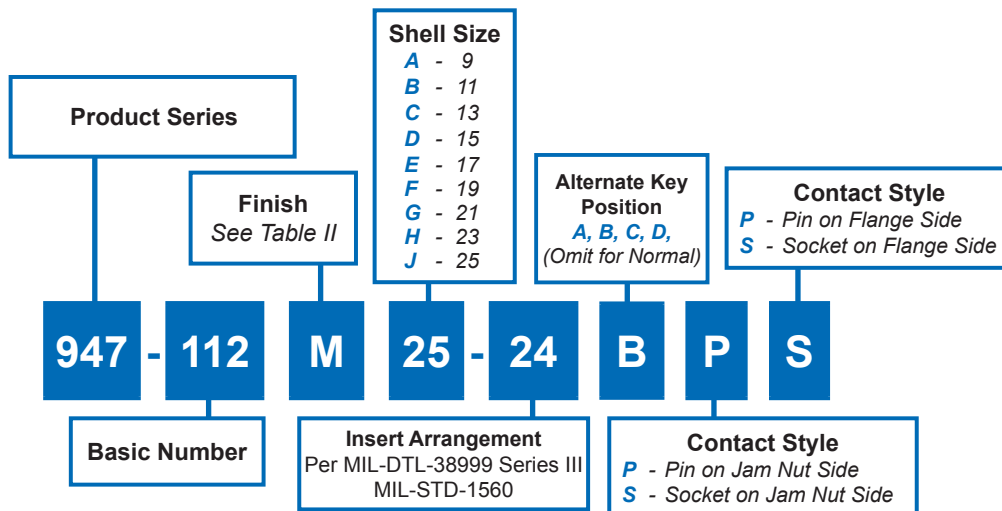 Shell Size
A - 9
B - 11
C - 13
D - 15
E - 17
F - 19
G - 21
H - 23
J - 25
Product Series
Finish
See Table II
Alternate Key
Position
A, B, C, D,
(Omit for Normal)
Contact Style
P - Pin on Flange Side
S - Socket on Flange Side
947 - 112 M 25 - 24 B P S
Basic Number
Insert Arrangement
Per MIL-DTL-38999 Series III
MIL-STD-1560
Contact Style
P - Pin on Jam Nut Side
S - Socket on Jam Nut Side